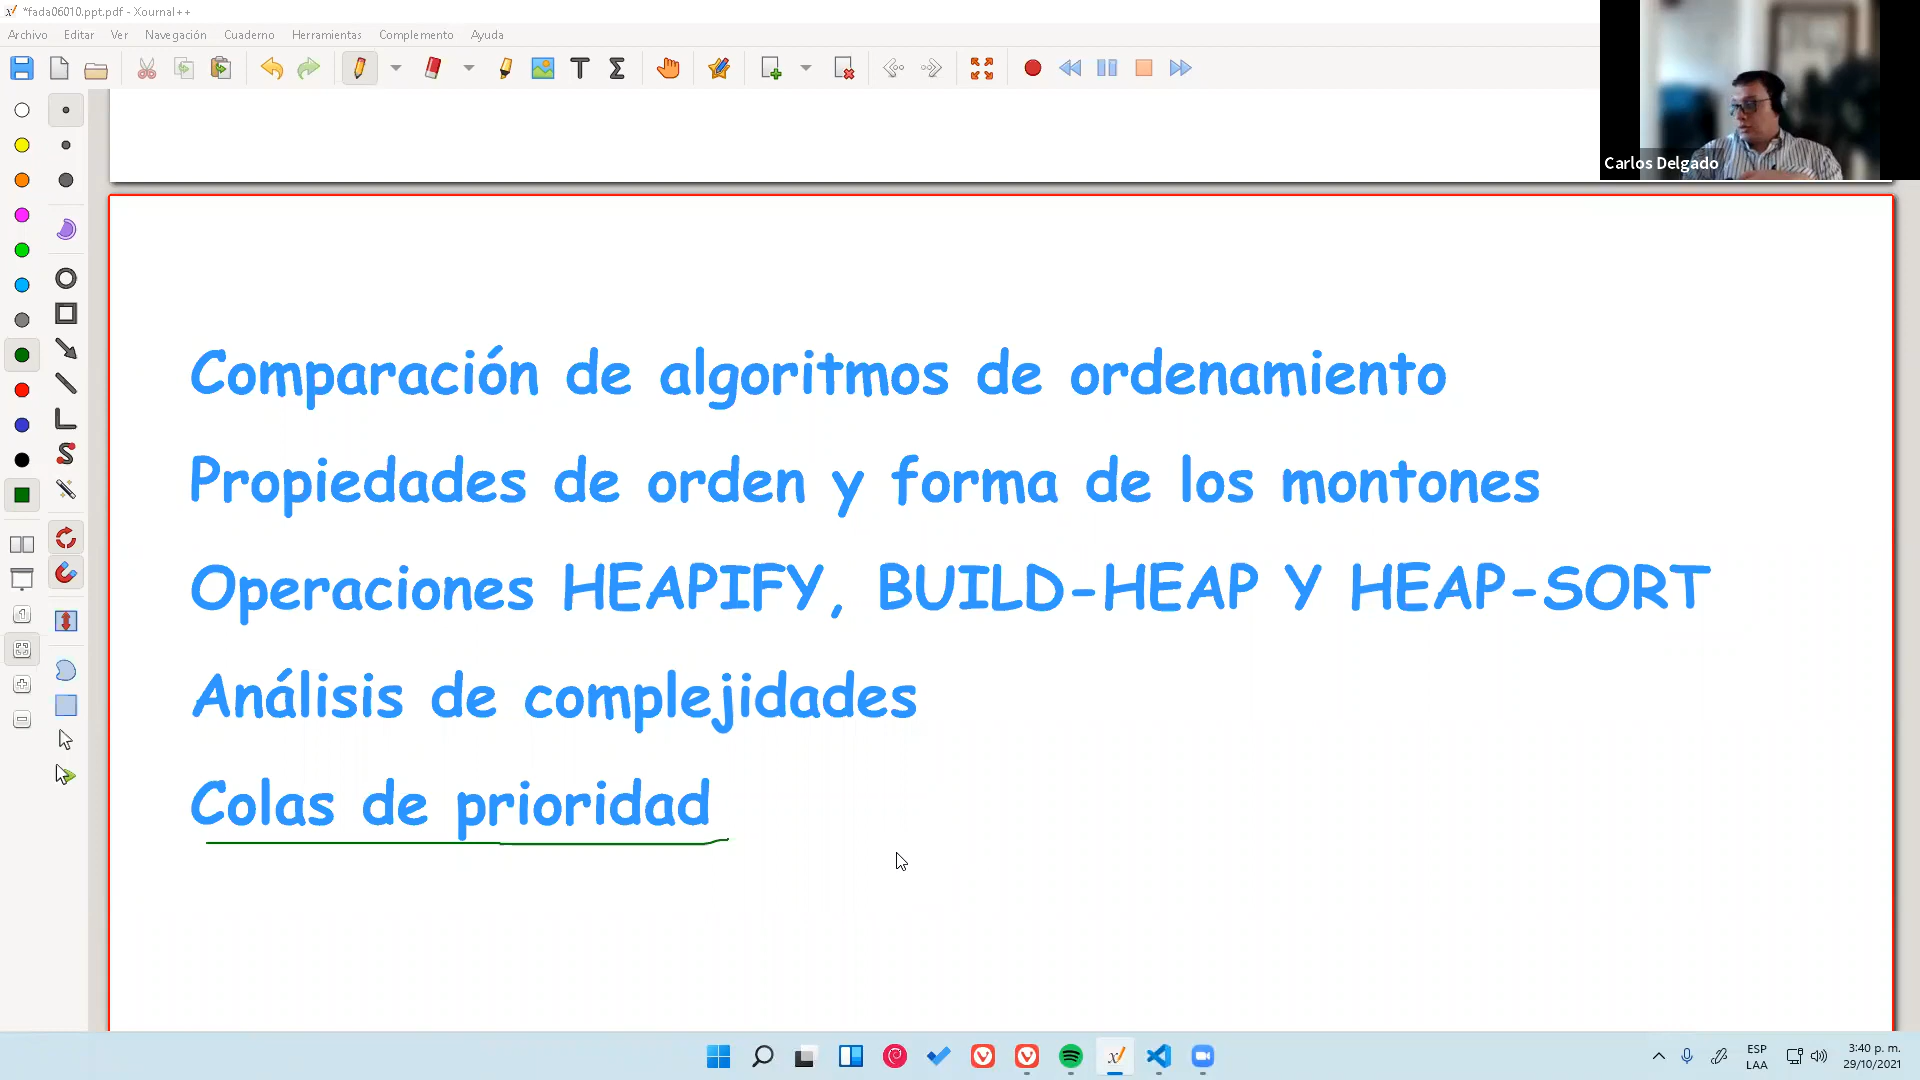 *fada06010.ppt.pdf - Xournal++
Archivo Editar Ver Navegación Cuaderno Herramientas Complemento Ayuda
Carlos Delgado
Comparación de algoritmos de ordenamiento
Propiedades de orden y forma de los montones
Operaciones HEAPIFY, BUILD-HEAP Y HEAP-SORT
Análisis de complejidades
Colas de prioridad
ESP
LAA
3:40 p. m.
29/10/2021